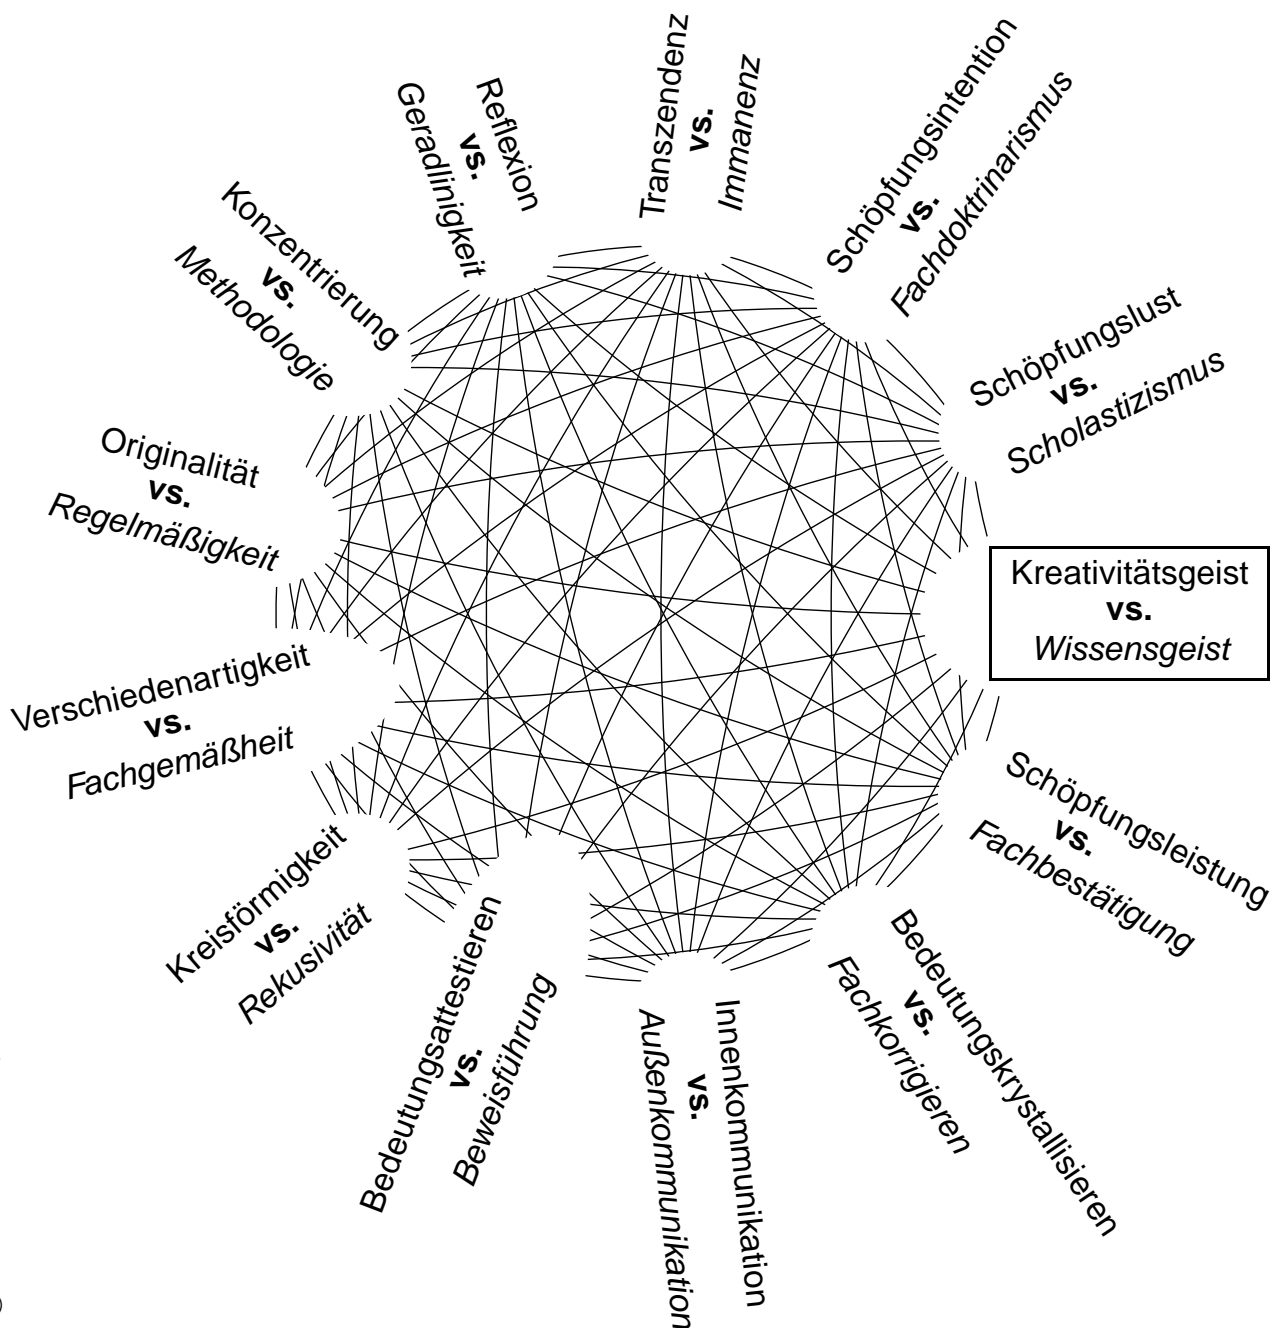 Transzendenz
vs.
Immanenz
Schöpfungsintention
vs.
Fachdoktrinarismus
Schöpfungslust
vs.
Scholastizismus
Kreativitätsgeist
vs.
Wissensgeist
Schöpfungsleistung
vs.
Fachbestätigung
Bedeutungskrystallisieren
vs.
Fachkorrigieren
Innenkommunikation
vs.
Außenkommunikation
Bedeutungsattestieren
vs.
Beweisführung
Kreisförmigkeit
vs.
Rekusivität
Verschiedenartigkeit
vs.
Fachgemäßheit
Originalität
vs.
Regelmäßigkeit
Konzentrierung
vs.
Methodologie
Reflexion
vs.
Geradlinigkeit